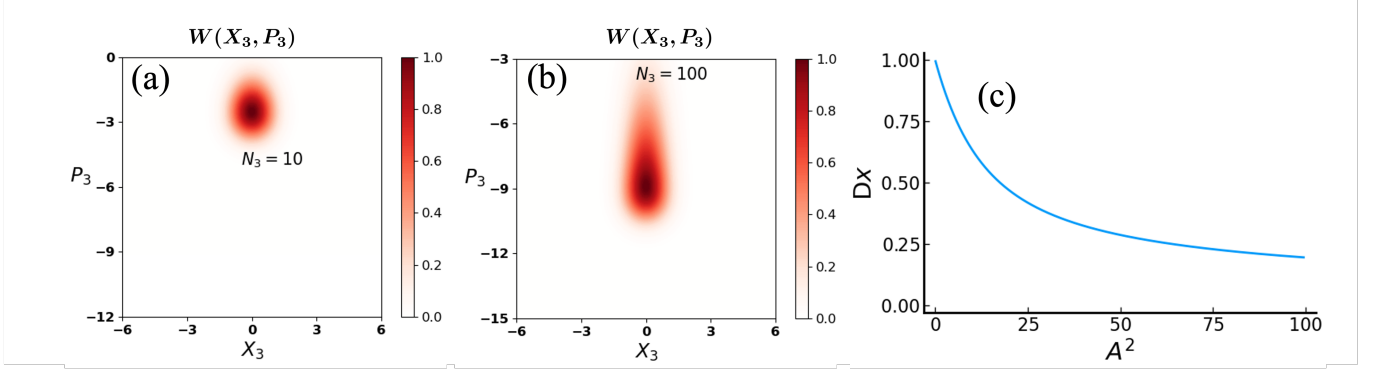 W(X₃, P₃)
(a)
N₃ = 10
P₃
0
−3
−6
−9
−12
−6 −3 0 3 6
X₃
1.0
0.8
0.6
0.4
0.2
0.0
W(X₃, P₃)
(b)
N₃ = 100
P₃
−3
−6
−9
−12
−15
−6 −3 0 3 6
X₃
1.0
0.8
0.6
0.4
0.2
0.0
(c)
Dx
1.00
0.75
0.50
0.25
0.00
0 25 50 75 100
A²